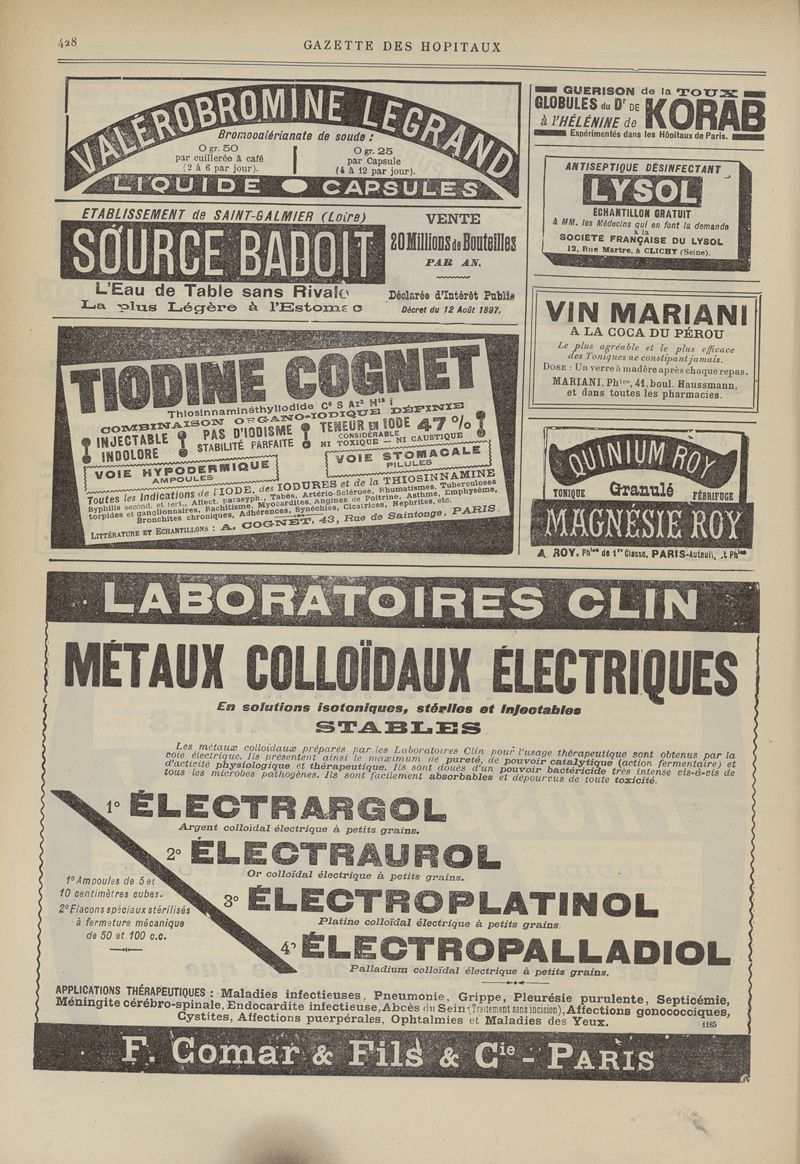 428
GAZETTE DES HOPITAUX
VALÉROBROMINE LEGRAND
Bromovalérianate de soude :
0 gr. 50
par cuillerée à café
(2 à 6 par jour).
0 gr. 25
par Capsule
(4 à 12 par jour).
LIQUIDE CAPSULES
ETABLISSEMENT de SAINT-GALMIER (Loire)
SOURCE BADOIT
L'Eau de Table sans Rivale
La plus Légère à l'Estomac
VENTE
20 Millions de Bouteilles
PAR AN.
Déclarée d'Intérêt Public
Décret du 12 Août 1897.
TIODINE COGNET
Thiosinnaminéthyllodide C⁶ S Az² H¹³ I
COMBINAISON ORGANO-IODIQUE DÉFINIE
INJECTABLE
INDOLORE
PAS D'IODISME
STABILITÉ PARFAITE
TENEUR EN IODE 47 %
CONSIDÉRABLE
NI TOXIQUE — NI CAUSTIQUE
VOIE HYPODERMIQUE
AMPOULES
VOIE STOMACALE
PILULES
Toutes les Indications de l'IODE, des IODURES et de la THIOSINNAMINE
Syphilis second. et tert., Affect. parasyph., Tabès, Artério-Sclérose, Rhumatismes, Tuberculoses
torpides et ganglionnaires, Rachitisme, Myocardites, Angines de Poitrine, Asthme, Emphysème,
Bronchites chroniques, Adhérences, Synéchies, Cicatrices, Néphrites, etc.
LITTÉRATURE ET ECHANTILLONS : A. COGNET, 43, Rue de Saintonge, PARIS.
GUERISON de la TOUX
GLOBULES du Dʳ DE KORAB
à l'HÉLÉNINE de
Expérimentés dans les Hôpitaux de Paris.
ANTISEPTIQUE DÉSINFECTANT
LYSOL
ÉCHANTILLON GRATUIT
à MM. les Médecins qui en font la demande
à la
SOCIÉTÉ FRANÇAISE DU LYSOL
12, Rue Martre, à CLICHY (Seine).
VIN MARIANI
A LA COCA DU PÉROU
Le plus agréable et le plus efficace
des Toniques ne constipant jamais.
DOSE : Un verre à madère après chaque repas.
MARIANI, Phⁱᵉⁿ, 41, boul. Haussmann,
et dans toutes les pharmacies.
QUINIUM ROY
TONIQUE Granulé FÉBRIFUGE
MAGNÉSIE ROY
A. ROY, Phⁱᵉⁿ de 1ʳᵉ Classe, PARIS-Auteuil, et Phⁱᵉˢ
LABORATOIRES CLIN
MÉTAUX COLLOÏDAUX ÉLECTRIQUES
En solutions isotoniques, stériles et injectables
STABLES
Les métaux colloïdaux préparés par les Laboratoires Clin pour l'usage thérapeutique sont obtenus par la
voie électrique. Ils présentent ainsi le maximum de pureté, de pouvoir catalytique (action fermentaire) et
d'activité physiologique et thérapeutique. Ils sont doués d'un pouvoir bactéricide très intense vis-à-vis de
tous les microbes pathogènes. Ils sont facilement absorbables et dépourvus de toute toxicité.
1° ÉLECTRARGOL
Argent colloïdal électrique à petits grains.
2° ÉLECTRAUROL
Or colloïdal électrique à petits grains.
3° ÉLECTROPLATINOL
Platine colloïdal électrique à petits grains.
4° ÉLECTROPALLADIOL
Palladium colloïdal électrique à petits grains.
1° Ampoules de 5 et
10 centimètres cubes.
2° Flacons spéciaux stérilisés
à fermeture mécanique
de 50 et 100 c.c.
APPLICATIONS THÉRAPEUTIQUES : Maladies infectieuses, Pneumonie, Grippe, Pleurésie purulente, Septicémie,
Méningite cérébro-spinale, Endocardite infectieuse, Abcès du Sein (Traitement sans incision), Affections gonococciques,
Cystites, Affections puerpérales, Ophtalmies et Maladies des Yeux.
1185
F. Comar & Fils & Cⁱᵉ - PARIS